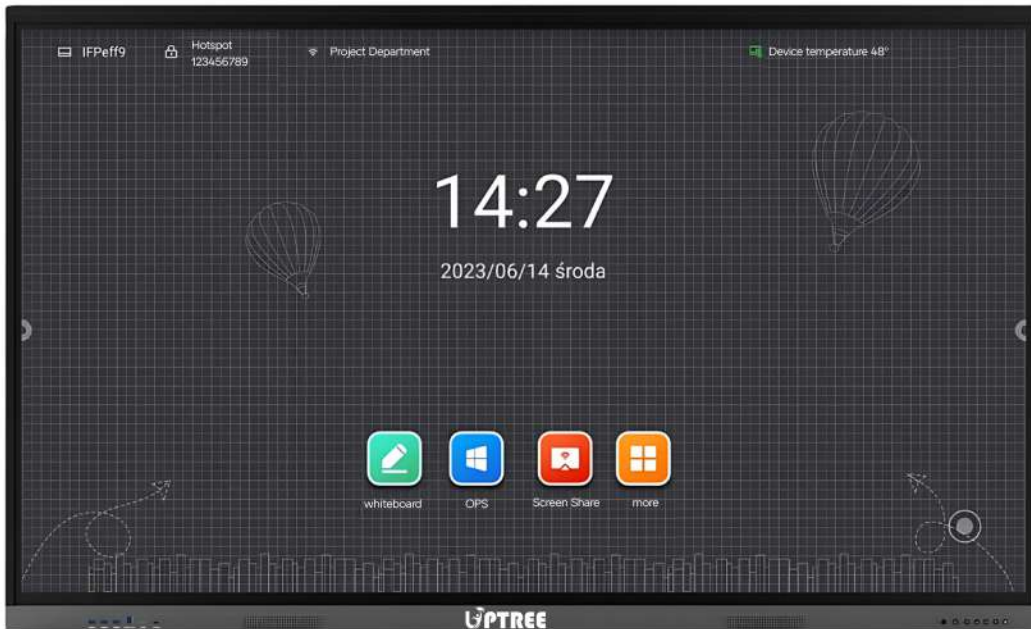 IFPeff9
Hotspot
123456789
Project Department
Device temperature 48°
14:27
2023/06/14 środa
whiteboard
OPS
Screen Share
more
UPTREE